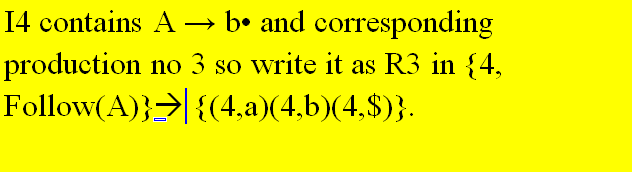 I4 contains A → b• and corresponding
production no 3 so write it as R3 in {4,
Follow(A)}→ {(4,a)(4,b)(4,$)}.